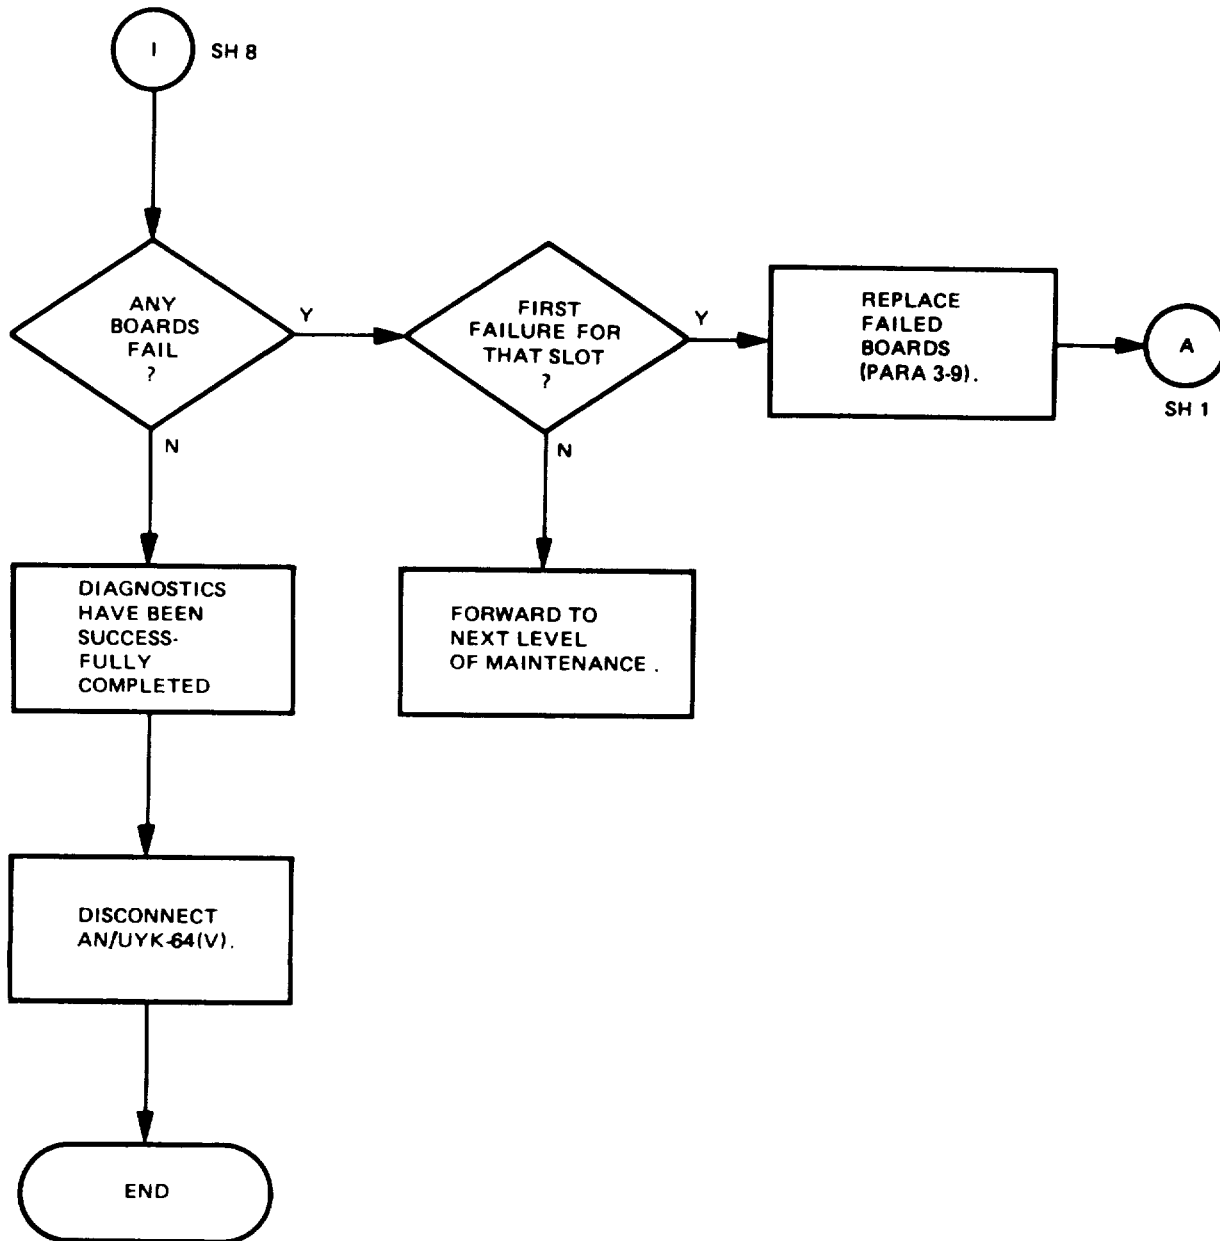 I
SH 8
ANY
BOARDS
FAIL
?
Y
N
FIRST
FAILURE FOR
THAT SLOT
?
Y
N
REPLACE
FAILED
BOARDS
(PARA 3-9).
A
SH 1
DIAGNOSTICS
HAVE BEEN
SUCCESS-
FULLY
COMPLETED
FORWARD TO
NEXT LEVEL
OF MAINTENANCE.
DISCONNECT
AN/UYK-64(V).
END